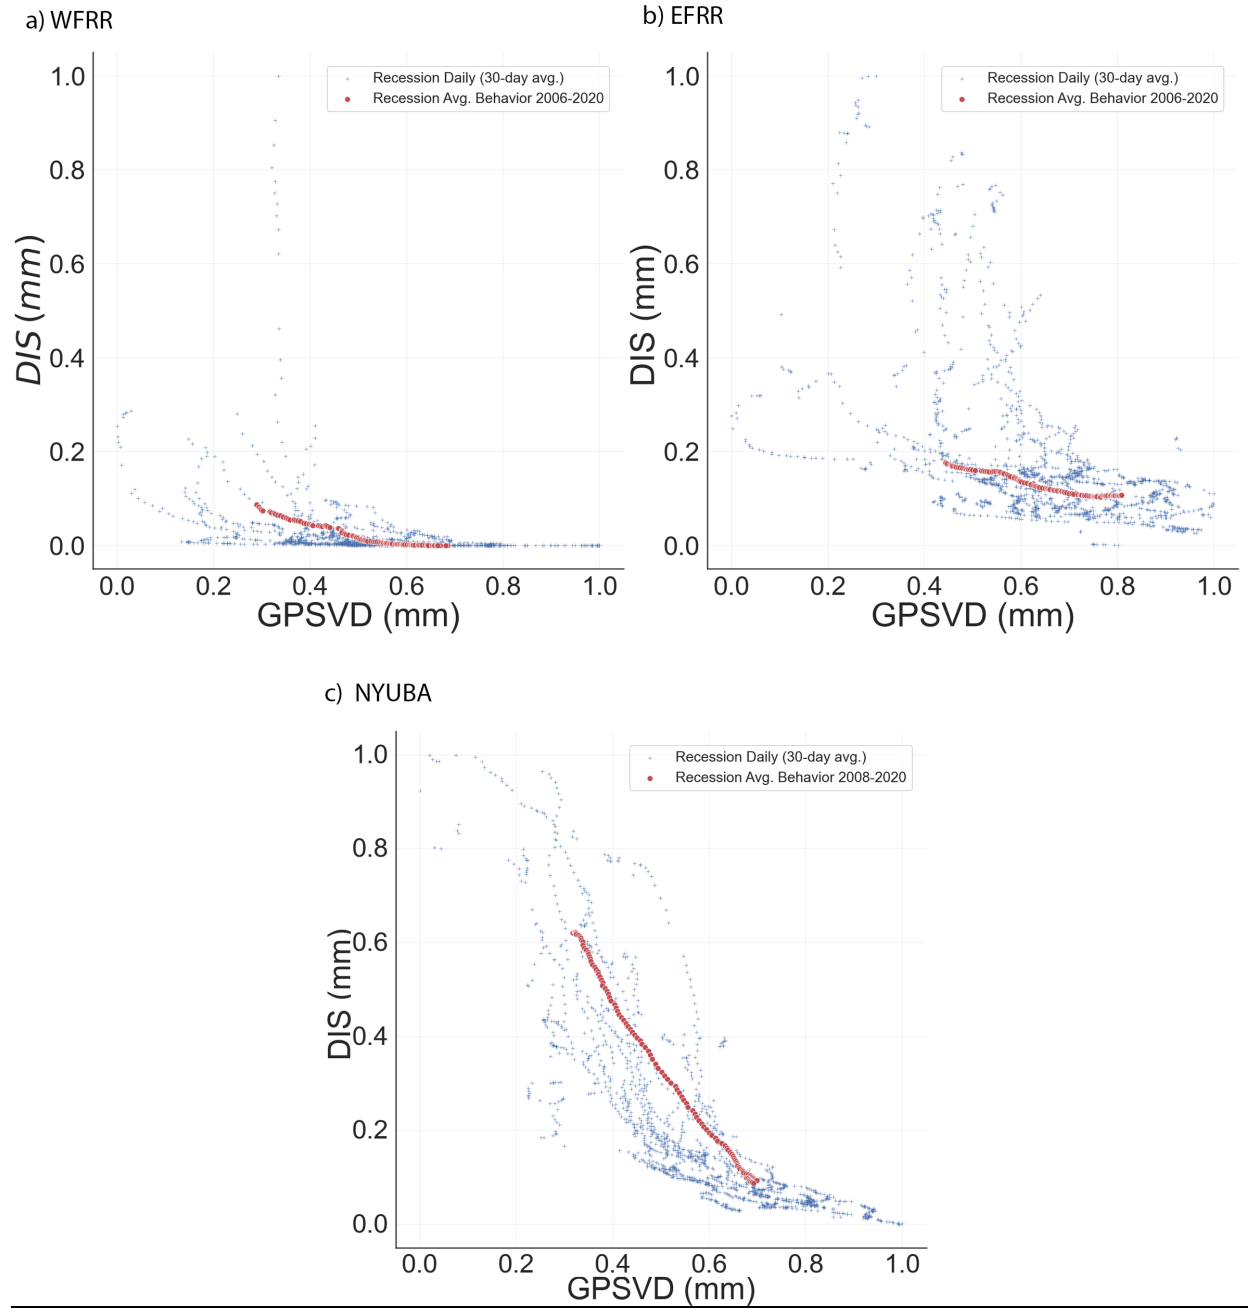 a) WFRR
Recession Daily (30-day avg.)
Recession Avg. Behavior 2006-2020
DIS (mm)
1.0
0.8
0.6
0.4
0.2
0.0
0.0 0.2 0.4 0.6 0.8 1.0
GPSVD (mm)
b) EFRR
Recession Daily (30-day avg.)
Recession Avg. Behavior 2006-2020
DIS (mm)
1.0
0.8
0.6
0.4
0.2
0.0
0.0 0.2 0.4 0.6 0.8 1.0
GPSVD (mm)
c) NYUBA
Recession Daily (30-day avg.)
Recession Avg. Behavior 2008-2020
DIS (mm)
1.0
0.8
0.6
0.4
0.2
0.0
0.0 0.2 0.4 0.6 0.8 1.0
GPSVD (mm)